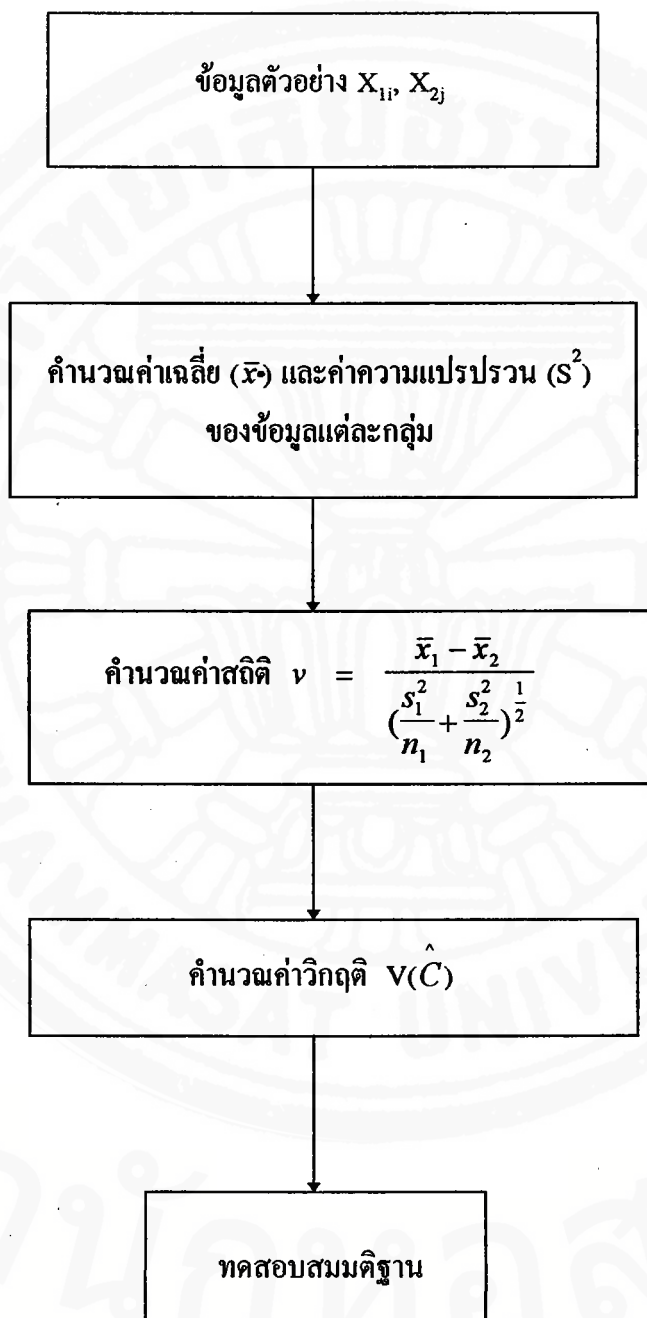 ข้อมูลตัวอย่าง X₁ᵢ, X₂ⱼ
คำนวณค่าเฉลี่ย (x̄) และค่าความแปรปรวน (S²)
ของข้อมูลแต่ละกลุ่ม
คำนวณค่าสถิติ v = (x̄₁ − x̄₂) / (s₁²/n₁ + s₂²/n₂)^½
คำนวณค่าวิกฤติ V(Ĉ)
ทดสอบสมมติฐาน